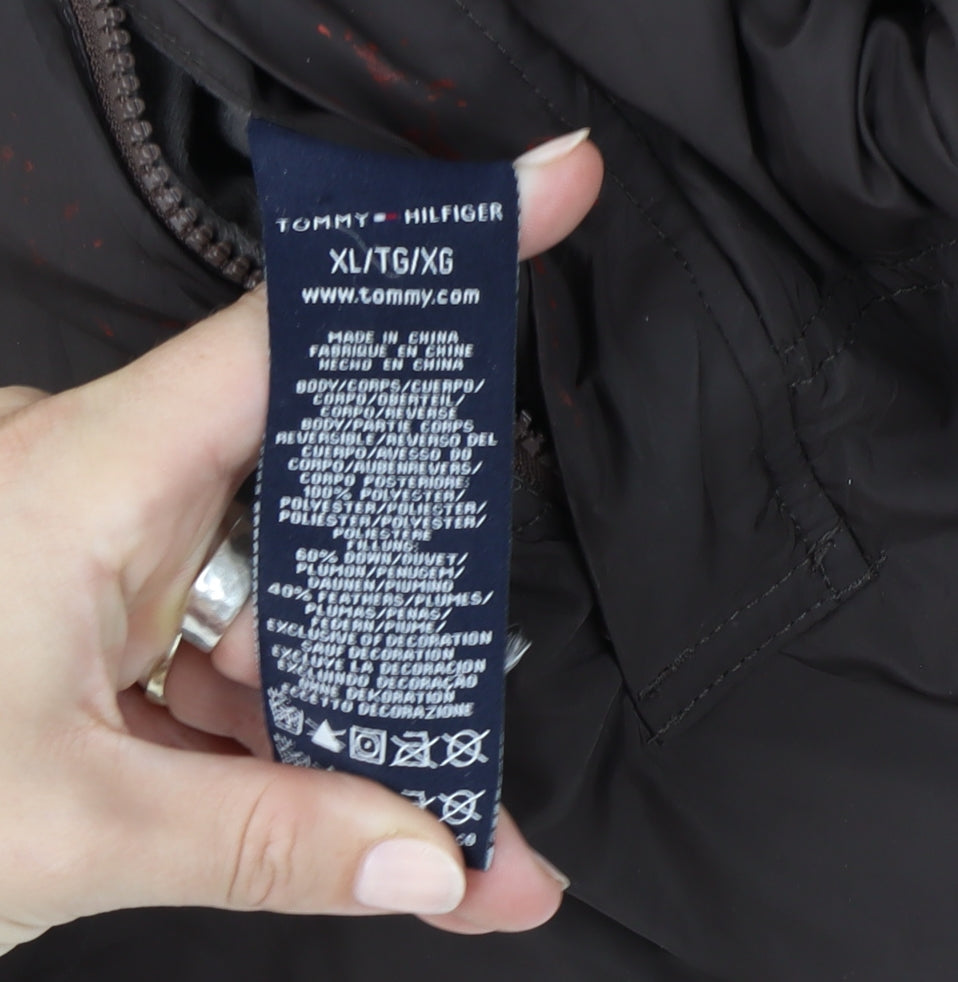 TOMMY HILFIGER
XL/TG/XG
www.tommy.com
MADE IN CHINA
FABRIQUE EN CHINE
HECHO EN CHINA
BODY/CORPS/CUERPO/
CORPO/OBERTEIL/
CORPO/REVERSE
BODY/PARTIE CORPS
REVERSIBLE/REVERSO DEL
CUERPO/AVESSO DO
CORPO/AUBENREVERS/
CORPO POSTERIORE:
100% POLYESTER/
POLYESTER/POLIESTER/
POLIESTER/POLYESTER/
POLIESTERE
FILLING:
60% DOWN/DUVET/
PLUMON/PENUGEM/
DAUNEN/PIUMINO
40% FEATHERS/PLUMES/
PLUMAS/PENAS/
FEDERN/PIUME/
EXCLUSIVE OF DECORATION
SAUF DECORATION
EXCLUYE LA DECORACION
DECORAÇAO
OHNE DEKORATION
ECCETTO DECORAZIONE